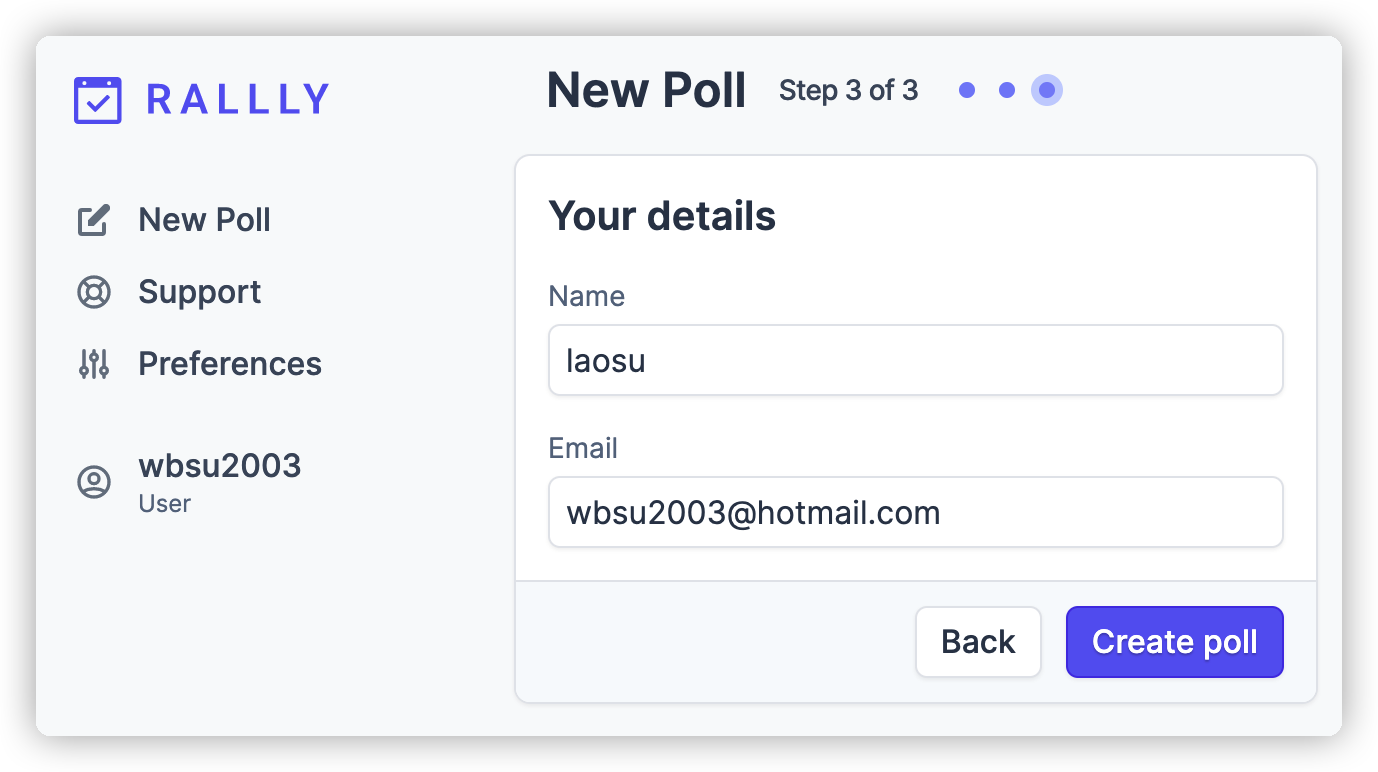 RALLLY
New Poll
Support
Preferences
wbsu2003
User
New Poll Step 3 of 3
Your details
Name
laosu
Email
wbsu2003@hotmail.com
Back Create poll